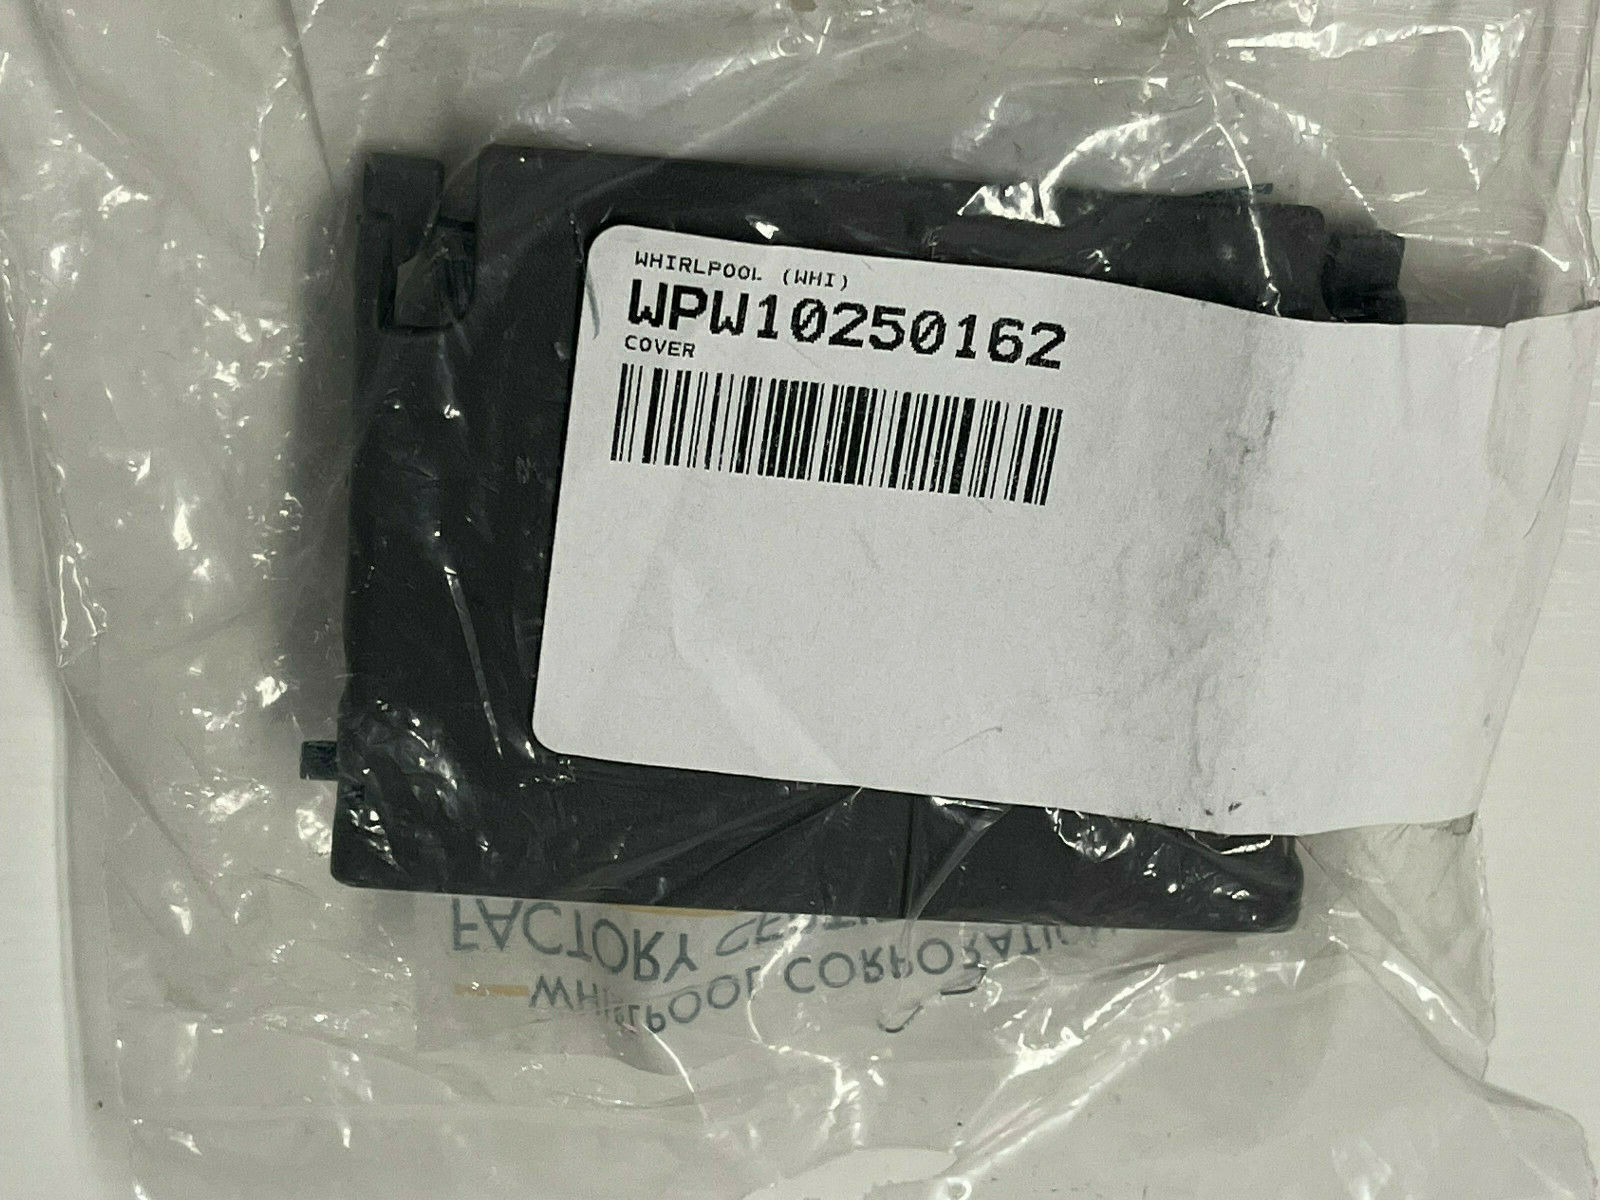 WHIRLPOOL (WHI)
WPW10250162
COVER
FACTORY
WHIRLPOOL CORPORATION